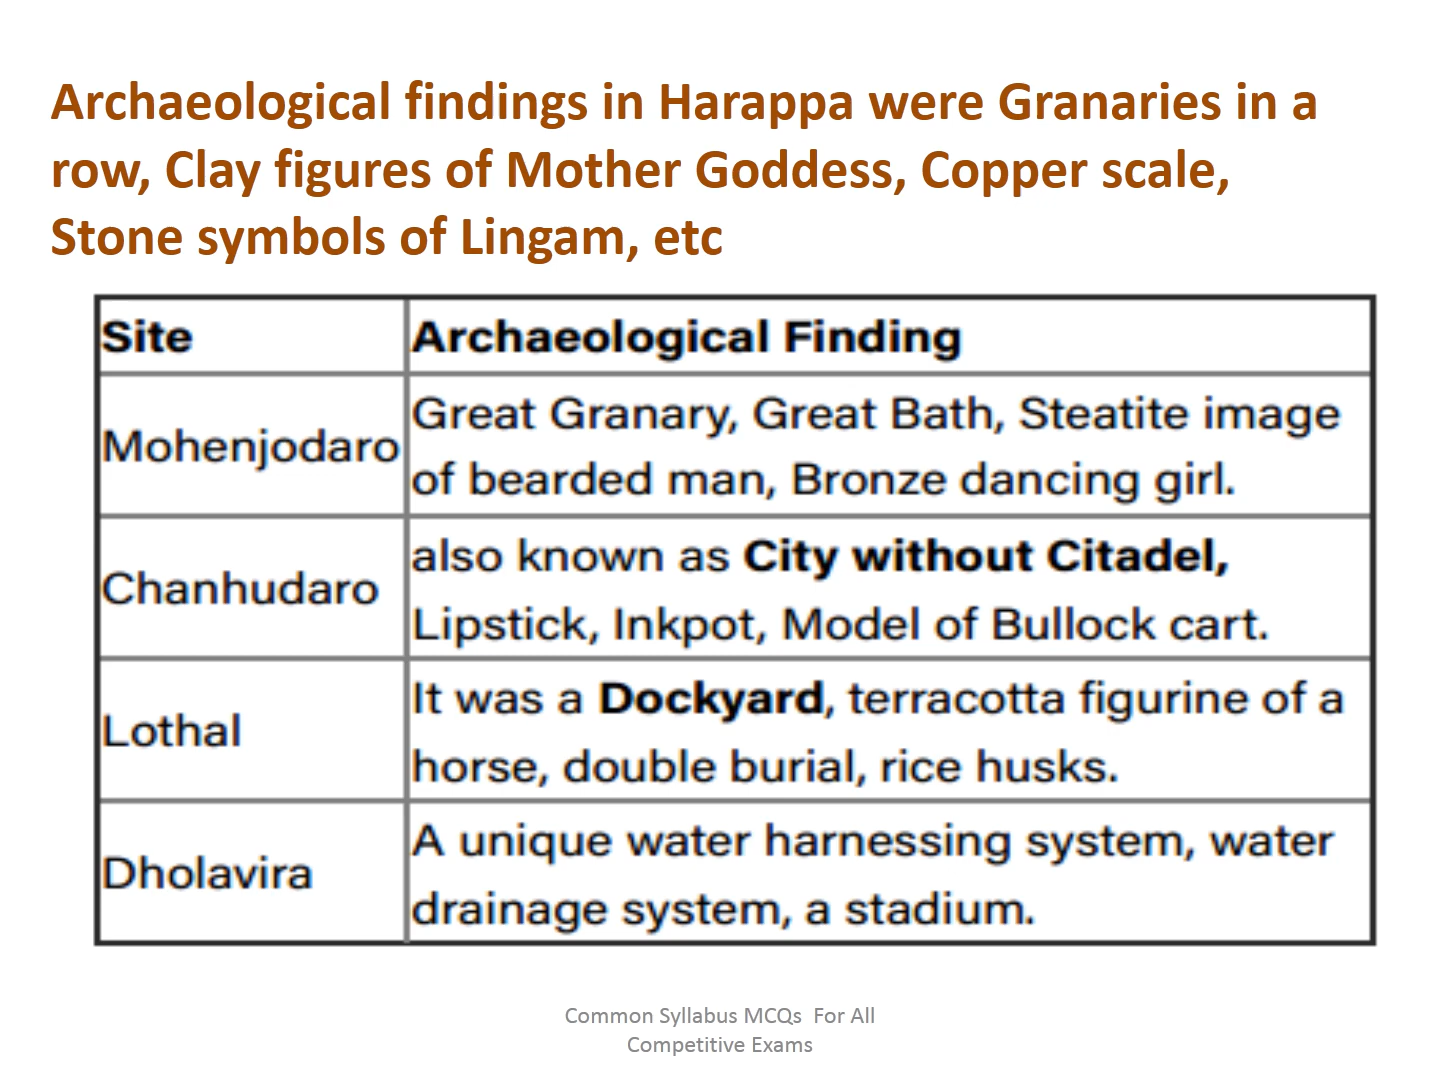 Archaeological findings in Harappa were Granaries in a
row, Clay figures of Mother Goddess, Copper scale,
Stone symbols of Lingam, etc
Site
Archaeological Finding
Mohenjodaro
Great Granary, Great Bath, Steatite image
of bearded man, Bronze dancing girl.
Chanhudaro
also known as City without Citadel,
Lipstick, Inkpot, Model of Bullock cart.
Lothal
It was a Dockyard, terracotta figurine of a
horse, double burial, rice husks.
Dholavira
A unique water harnessing system, water
drainage system, a stadium.
Common Syllabus MCQs For All
Competitive Exams